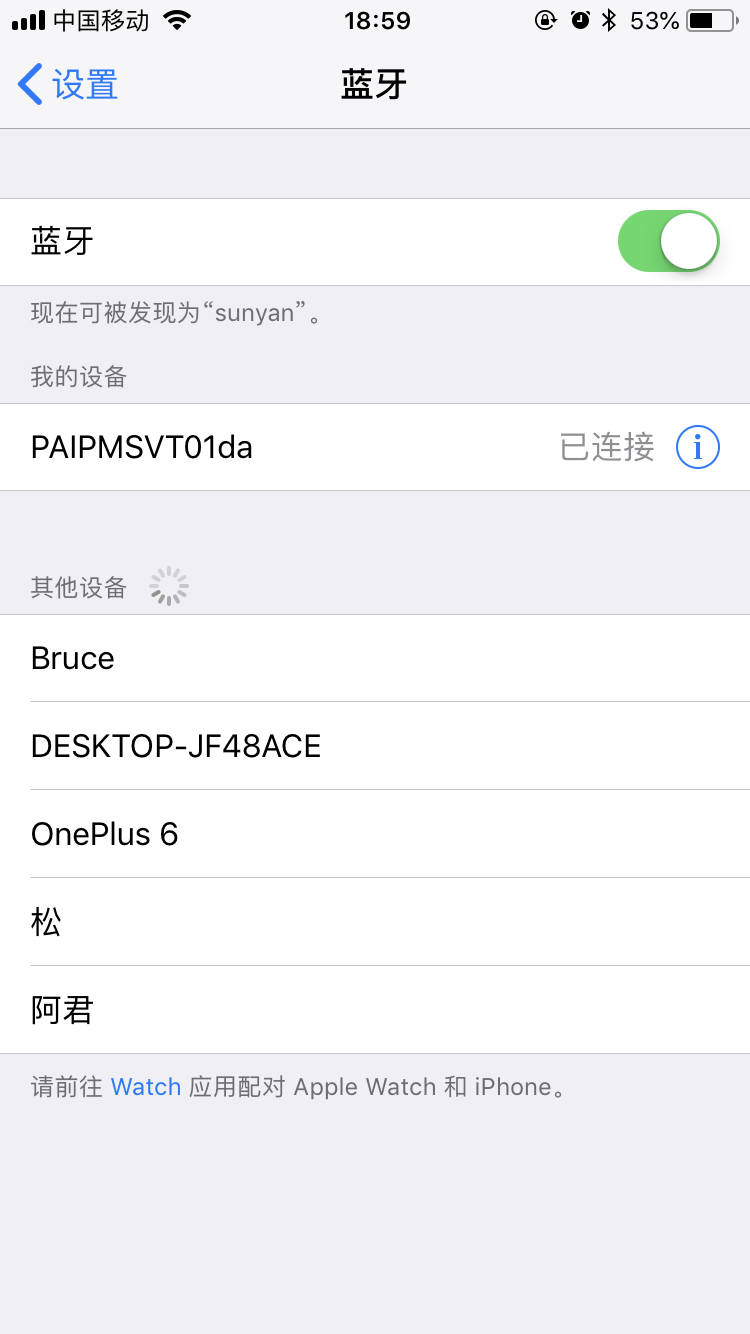 中国移动 18:59 53%
设置 蓝牙
蓝牙
现在可被发现为“sunyan”。
我的设备
PAIPMSVT01da 已连接
其他设备
Bruce
DESKTOP-JF48ACE
OnePlus 6
松
阿君
请前往 Watch 应用配对 Apple Watch 和 iPhone。